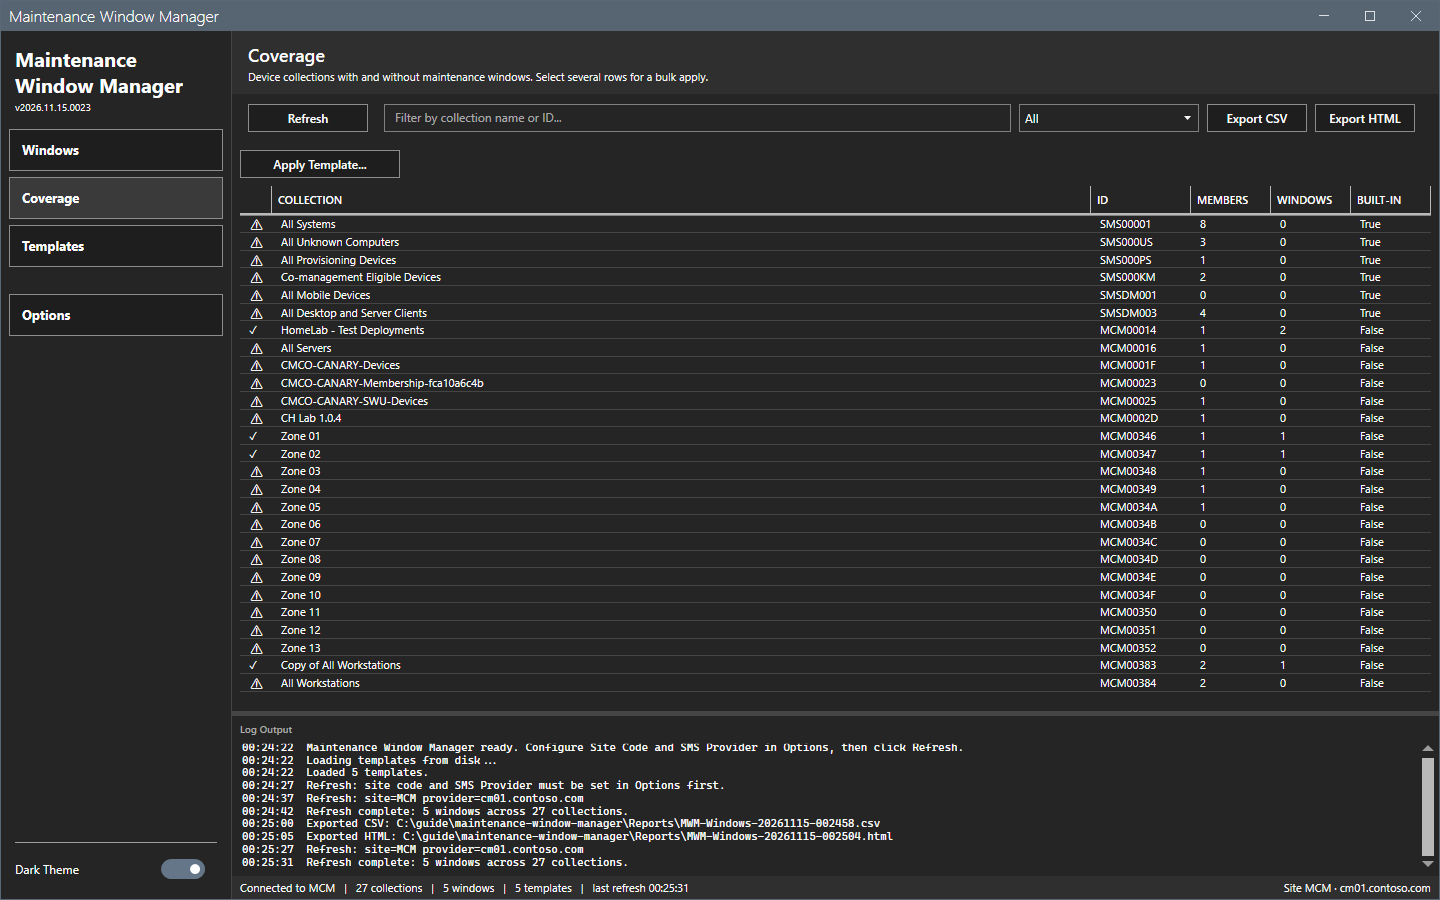 Maintenance Window Manager
Maintenance
Window Manager
v2026.11.15.0023
Windows
Coverage
Templates
Options
Dark Theme
Coverage
Device collections with and without maintenance windows. Select several rows for a bulk apply.
Refresh
Filter by collection name or ID...
All
Export CSV
Export HTML
Apply Template...
COLLECTION ID MEMBERS WINDOWS BUILT-IN
All Systems SMS00001 8 0 True
All Unknown Computers SMS000US 3 0 True
All Provisioning Devices SMS000PS 1 0 True
Co-management Eligible Devices SMS000KM 2 0 True
All Mobile Devices SMSDM001 0 0 True
All Desktop and Server Clients SMSDM003 4 0 True
HomeLab - Test Deployments MCM00014 1 2 False
All Servers MCM00016 1 0 False
CMCO-CANARY-Devices MCM0001F 1 0 False
CMCO-CANARY-Membership-fca10a6c4b MCM00023 0 0 False
CMCO-CANARY-SWU-Devices MCM00025 1 0 False
CH Lab 1.0.4 MCM0002D 1 0 False
Zone 01 MCM00346 1 1 False
Zone 02 MCM00347 1 1 False
Zone 03 MCM00348 1 0 False
Zone 04 MCM00349 1 0 False
Zone 05 MCM0034A 1 0 False
Zone 06 MCM0034B 0 0 False
Zone 07 MCM0034C 0 0 False
Zone 08 MCM0034D 0 0 False
Zone 09 MCM0034E 0 0 False
Zone 10 MCM0034F 0 0 False
Zone 11 MCM00350 0 0 False
Zone 12 MCM00351 0 0 False
Zone 13 MCM00352 0 0 False
Copy of All Workstations MCM00383 2 1 False
All Workstations MCM00384 2 0 False
Log Output
00:24:22 Maintenance Window Manager ready. Configure Site Code and SMS Provider in Options, then click Refresh.
00:24:22 Loading templates from disk...
00:24:22 Loaded 5 templates.
00:24:27 Refresh: site code and SMS Provider must be set in Options first.
00:24:37 Refresh: site=MCM provider=cm01.contoso.com
00:24:42 Refresh complete: 5 windows across 27 collections.
00:25:00 Exported CSV: C:\guide\maintenance-window-manager\Reports\MWM-Windows-20261115-002458.csv
00:25:05 Exported HTML: C:\guide\maintenance-window-manager\Reports\MWM-Windows-20261115-002504.html
00:25:27 Refresh: site=MCM provider=cm01.contoso.com
00:25:31 Refresh complete: 5 windows across 27 collections.
Connected to MCM | 27 collections | 5 windows | 5 templates | last refresh 00:25:31
Site MCM · cm01.contoso.com